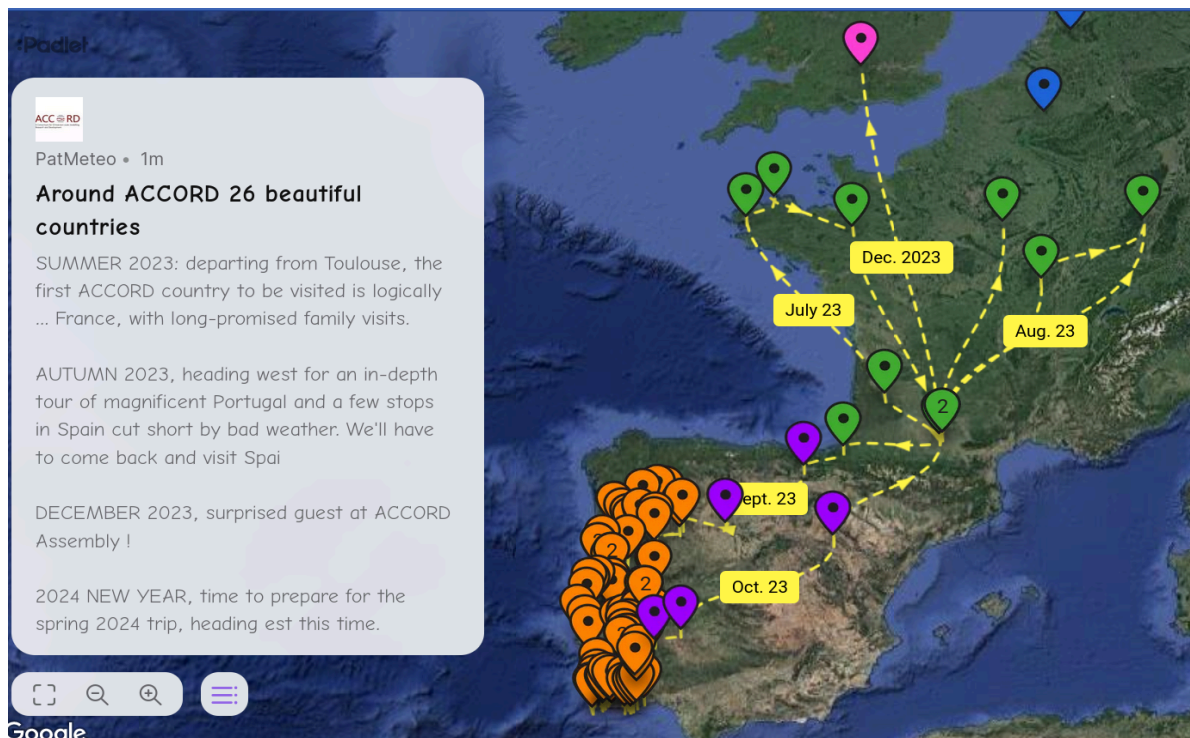 Padlet
ACC RD
PatMeteo • 1m
Around ACCORD 26 beautiful
countries
SUMMER 2023: departing from Toulouse, the
first ACCORD country to be visited is logically
... France, with long-promised family visits.
AUTUMN 2023, heading west for an in-depth
tour of magnificent Portugal and a few stops
in Spain cut short by bad weather. We'll have
to come back and visit Spai
DECEMBER 2023, surprised guest at ACCORD
Assembly !
2024 NEW YEAR, time to prepare for the
spring 2024 trip, heading est this time.
Dec. 2023
July 23
Aug. 23
2
ept. 23
2
2
Oct. 23
Google